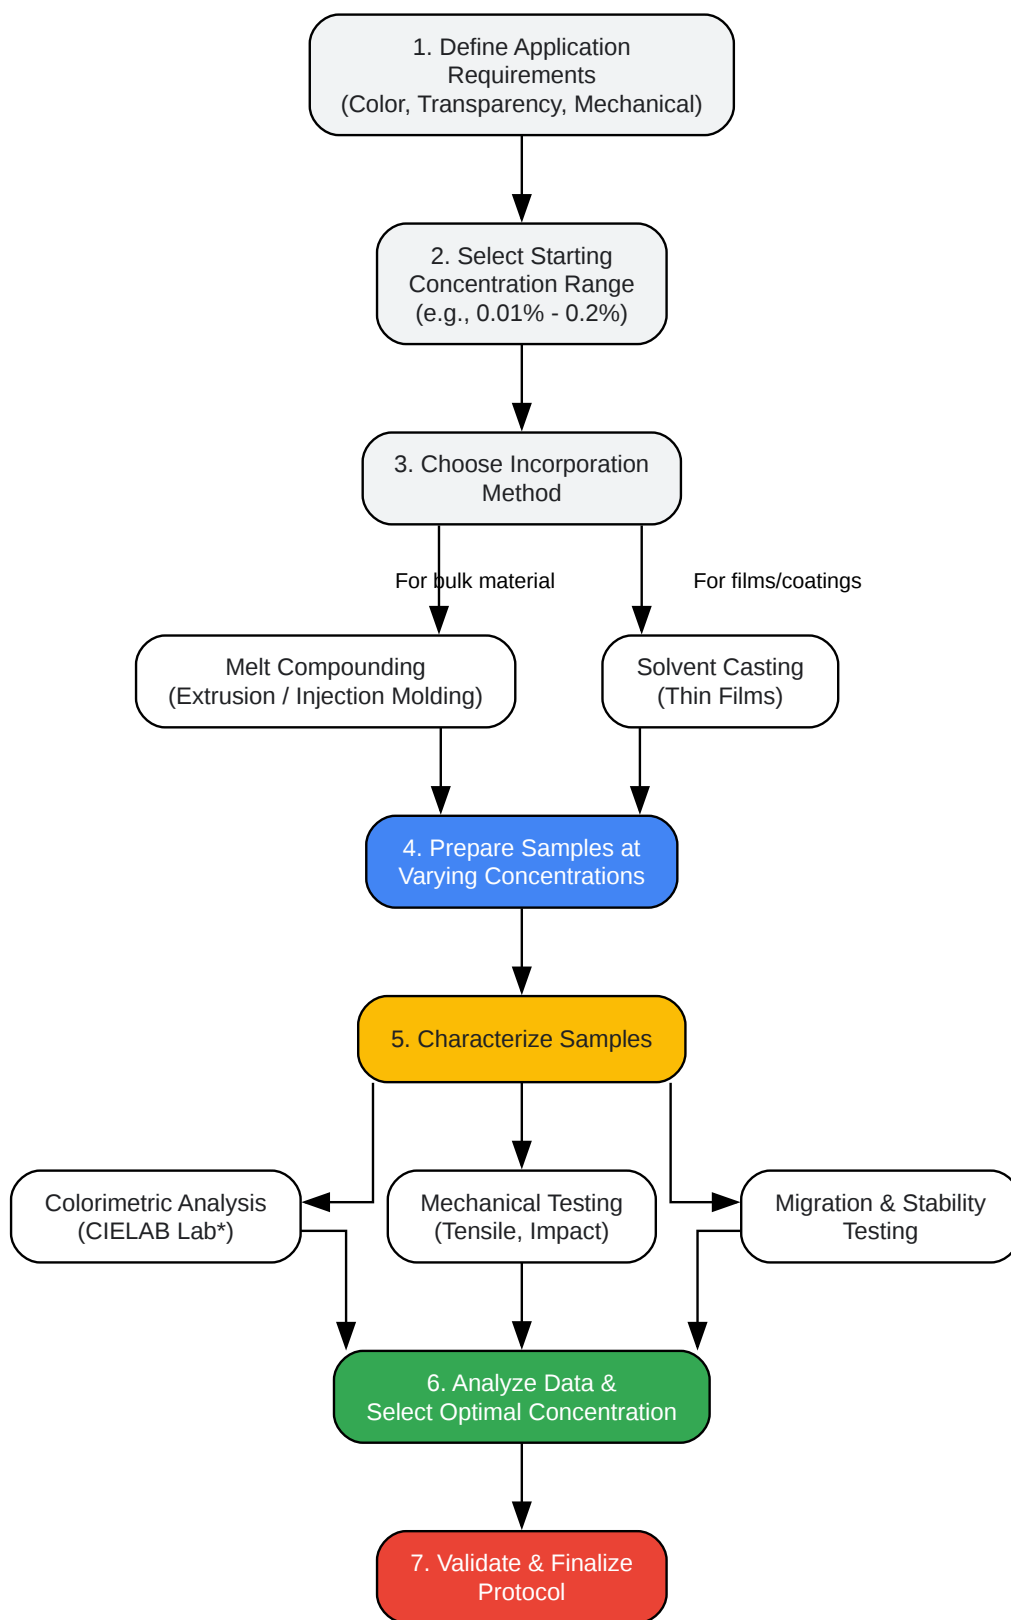 1. Define Application
Requirements
(Color, Transparency, Mechanical)
2. Select Starting
Concentration Range
(e.g., 0.01% - 0.2%)
3. Choose Incorporation
Method
For bulk material
For films/coatings
Melt Compounding
(Extrusion / Injection Molding)
Solvent Casting
(Thin Films)
4. Prepare Samples at
Varying Concentrations
5. Characterize Samples
Colorimetric Analysis
(CIELAB Lab*)
Mechanical Testing
(Tensile, Impact)
Migration & Stability
Testing
6. Analyze Data &
Select Optimal Concentration
7. Validate & Finalize
Protocol